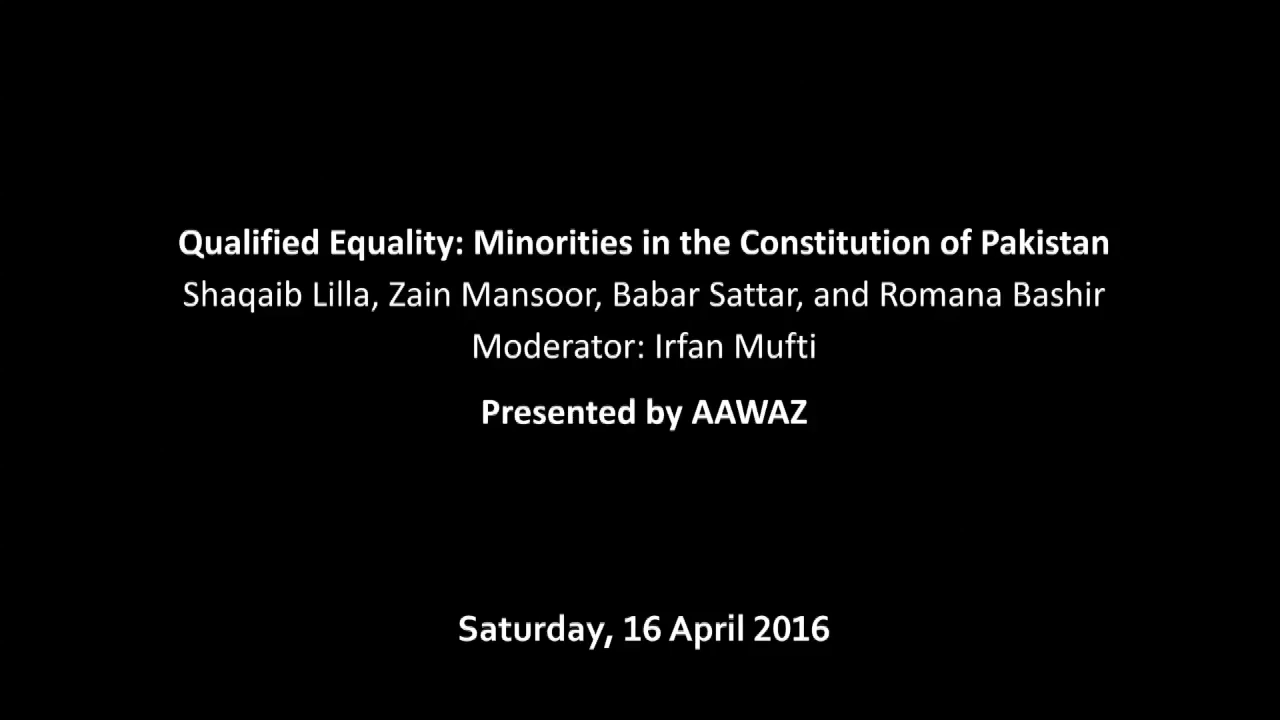 Qualified Equality: Minorities in the Constitution of Pakistan
Shaqaib Lilla, Zain Mansoor, Babar Sattar, and Romana Bashir
Moderator: Irfan Mufti
Presented by AAWAZ
Saturday, 16 April 2016